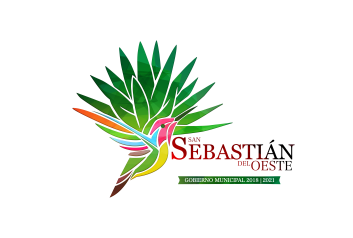 SAN
SEBASTIÁN
DEL OESTE
GOBIERNO MUNICIPAL 2018 | 2021